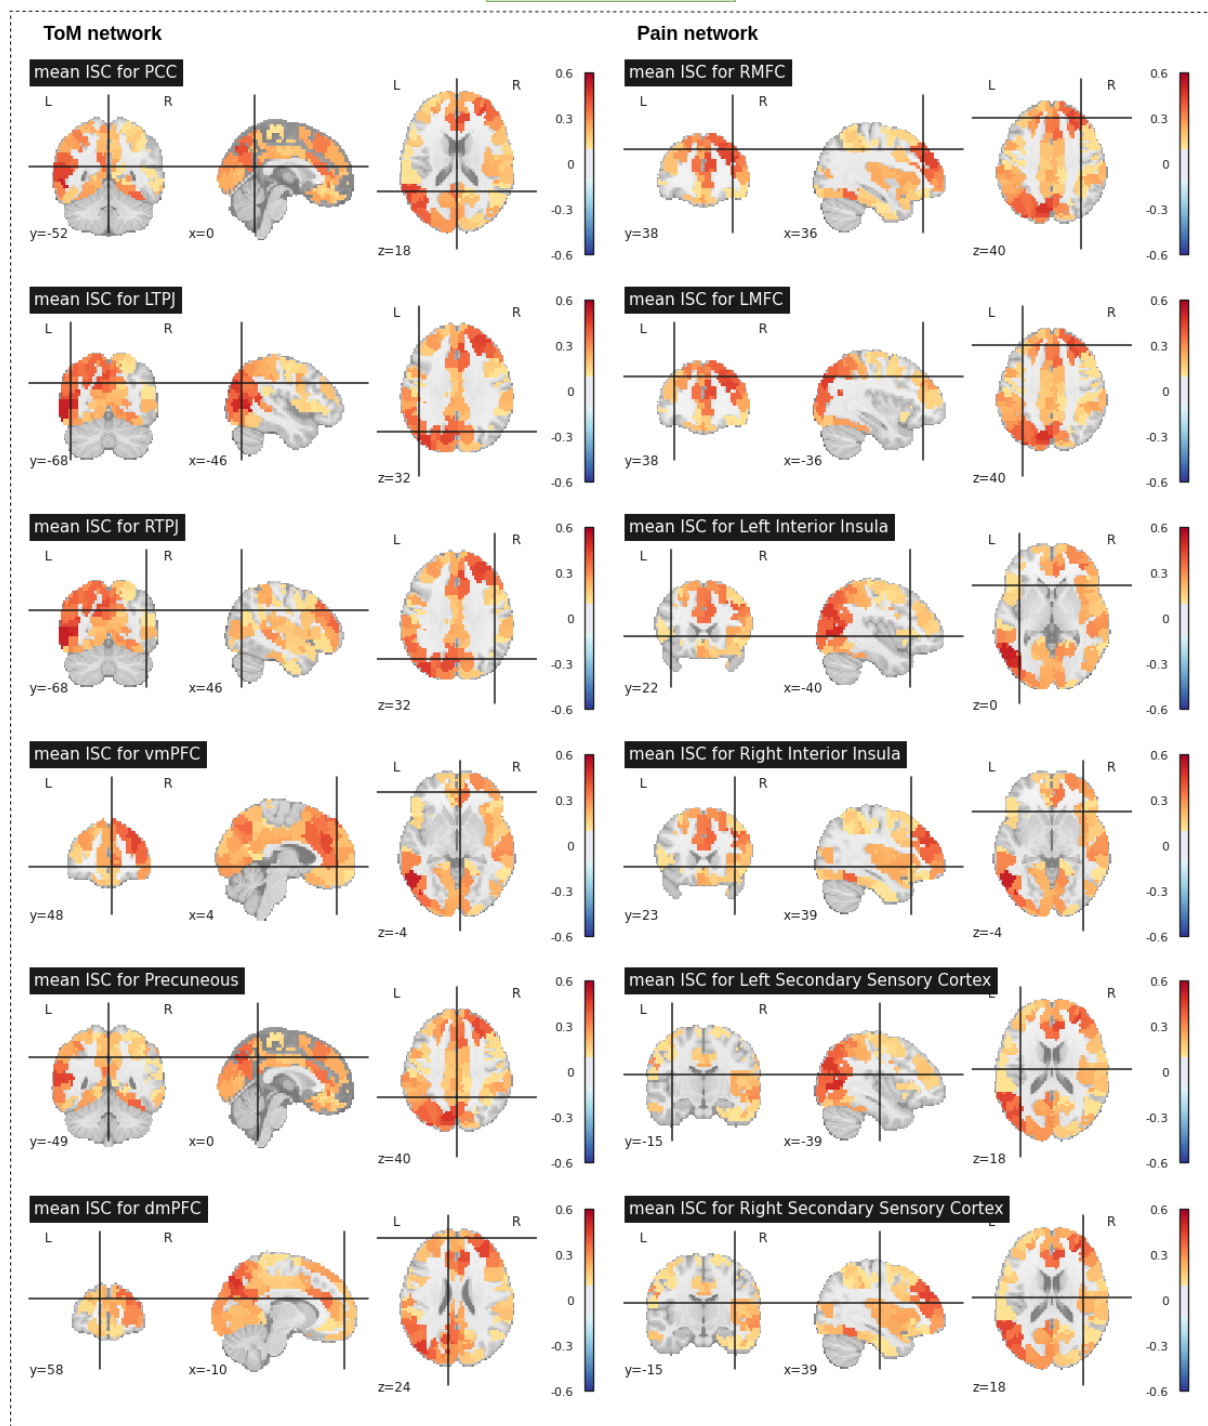 ToM network
Pain network
mean ISC for PCC
L R L R
y=-52 x=0 z=18
0.6
0.3
0
-0.3
-0.6
mean ISC for RMFC
L R L R
y=38 x=36 z=40
0.6
0.3
0
-0.3
-0.6
mean ISC for LTPJ
L R L R
y=-68 x=-46 z=32
0.6
0.3
0
-0.3
-0.6
mean ISC for LMFC
L R L R
y=38 x=-36 z=40
0.6
0.3
0
-0.3
-0.6
mean ISC for RTPJ
L R L R
y=-68 x=46 z=32
0.6
0.3
0
-0.3
-0.6
mean ISC for Left Interior Insula
L R L R
y=22 x=-40 z=0
0.6
0.3
0
-0.3
-0.6
mean ISC for vmPFC
L R L R
y=48 x=4 z=-4
0.6
0.3
0
-0.3
-0.6
mean ISC for Right Interior Insula
L R L R
y=23 x=39 z=-4
0.6
0.3
0
-0.3
-0.6
mean ISC for Precuneous
L R L R
y=-49 x=0 z=40
0.6
0.3
0
-0.3
-0.6
mean ISC for Left Secondary Sensory Cortex
L R L R
y=-15 x=-39 z=18
0.6
0.3
0
-0.3
-0.6
mean ISC for dmPFC
L R L R
y=58 x=-10 z=24
0.6
0.3
0
-0.3
-0.6
mean ISC for Right Secondary Sensory Cortex
L R L R
y=-15 x=39 z=18
0.6
0.3
0
-0.3
-0.6